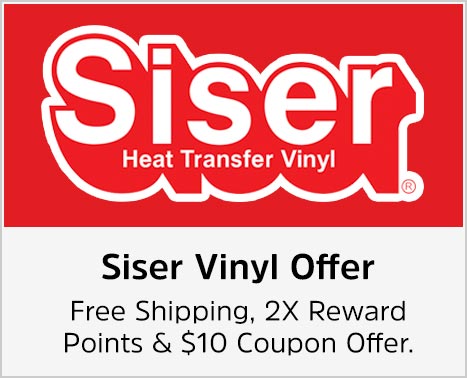 Siser
Heat Transfer Vinyl
®
Siser Vinyl Offer
Free Shipping, 2X Reward
Points & $10 Coupon Offer.